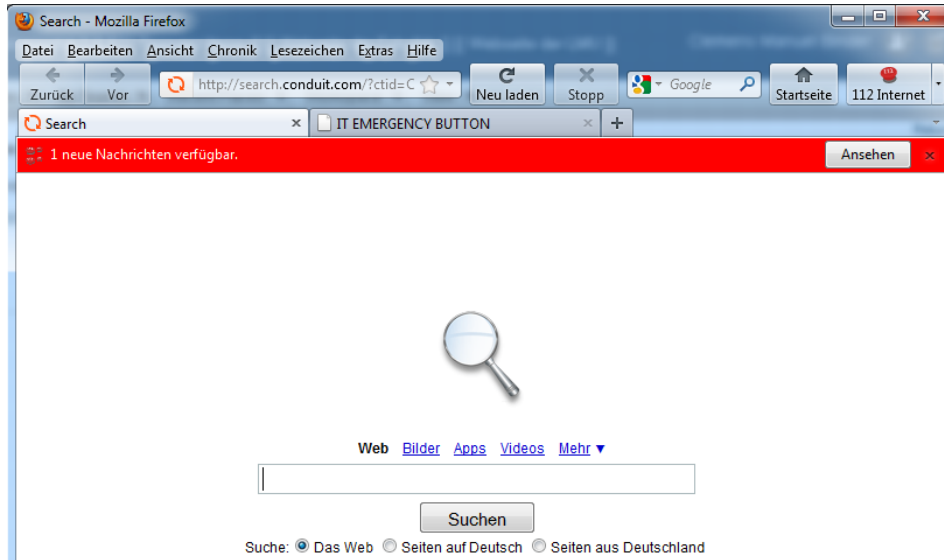 Search - Mozilla Firefox
Datei Bearbeiten Ansicht Chronik Lesezeichen Extras Hilfe
Zurück Vor http://search.conduit.com/?ctid=C Neu laden Stopp Google Startseite 112 Internet
Search IT EMERGENCY BUTTON
1 neue Nachrichten verfügbar. Ansehen
Web Bilder Apps Videos Mehr ▼
Suchen
Suche: Das Web Seiten auf Deutsch Seiten aus Deutschland